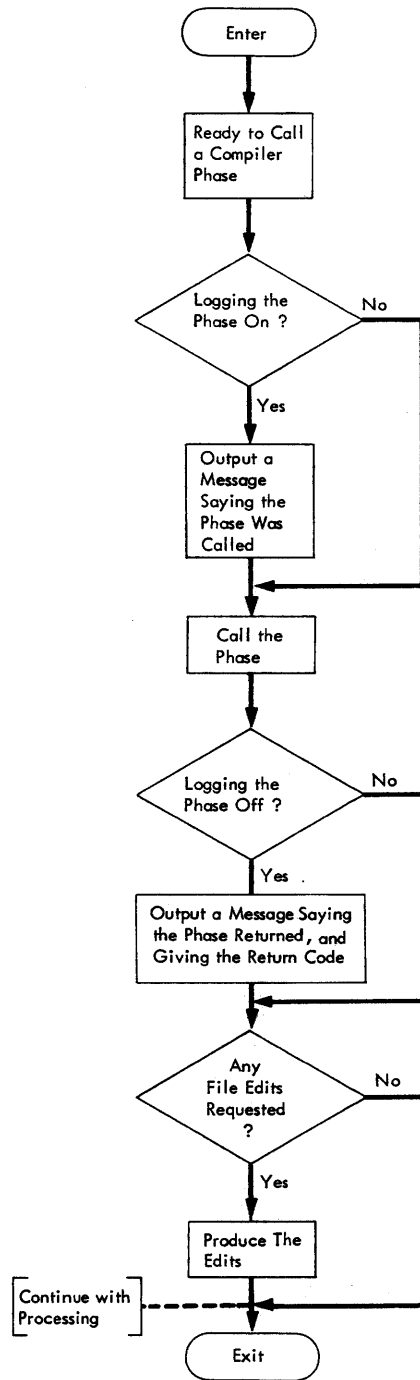 Enter
Ready to Call
a Compiler
Phase
Logging the
Phase On ?
No
Yes
Output a
Message
Saying the
Phase Was
Called
Call the
Phase
Logging the
Phase Off ?
No
Yes
Output a Message Saying
the Phase Returned, and
Giving the Return Code
Any
File Edits
Requested
?
No
Yes
Produce The
Edits
Continue with
Processing
Exit